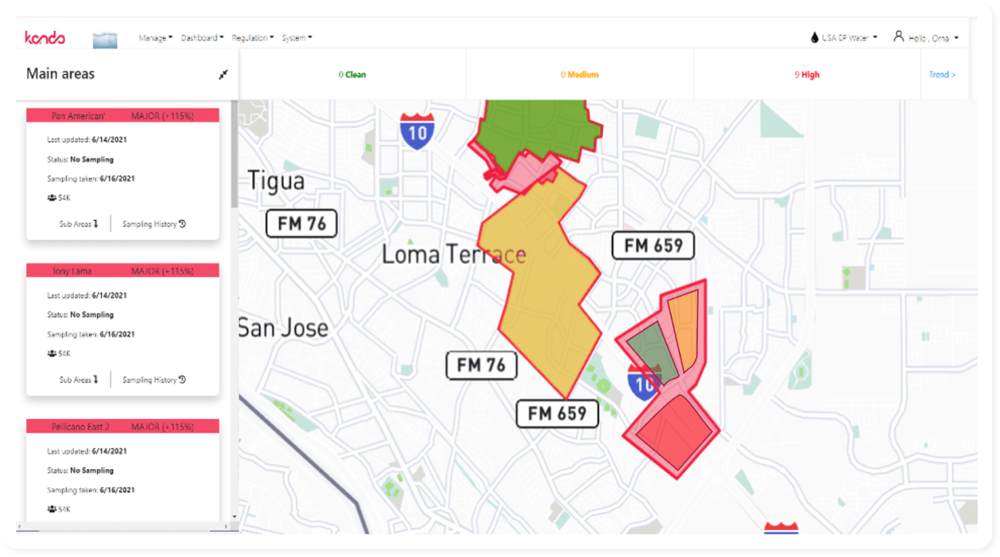 kando
Manage Dashboard Regulation System
USA EP Water Hello , Orna
Main areas
0 Clean
0 Medium
9 High
Trend >
Pan American' MAJOR (+115%)
Last updated: 6/14/2021
Status: No Sampling
Sampling taken: 6/16/2021
54K
Sub Areas Sampling History
Tony Lama MAJOR (+115%)
Last updated: 6/14/2021
Status: No Sampling
Sampling taken: 6/16/2021
54K
Sub Areas Sampling History
Pellicano East 2 MAJOR (+115%)
Last updated: 6/14/2021
Status: No Sampling
Sampling taken: 6/16/2021
54K
10
Tigua
FM 76
FM 659
Loma Terrace
San Jose
FM 76
10
FM 659